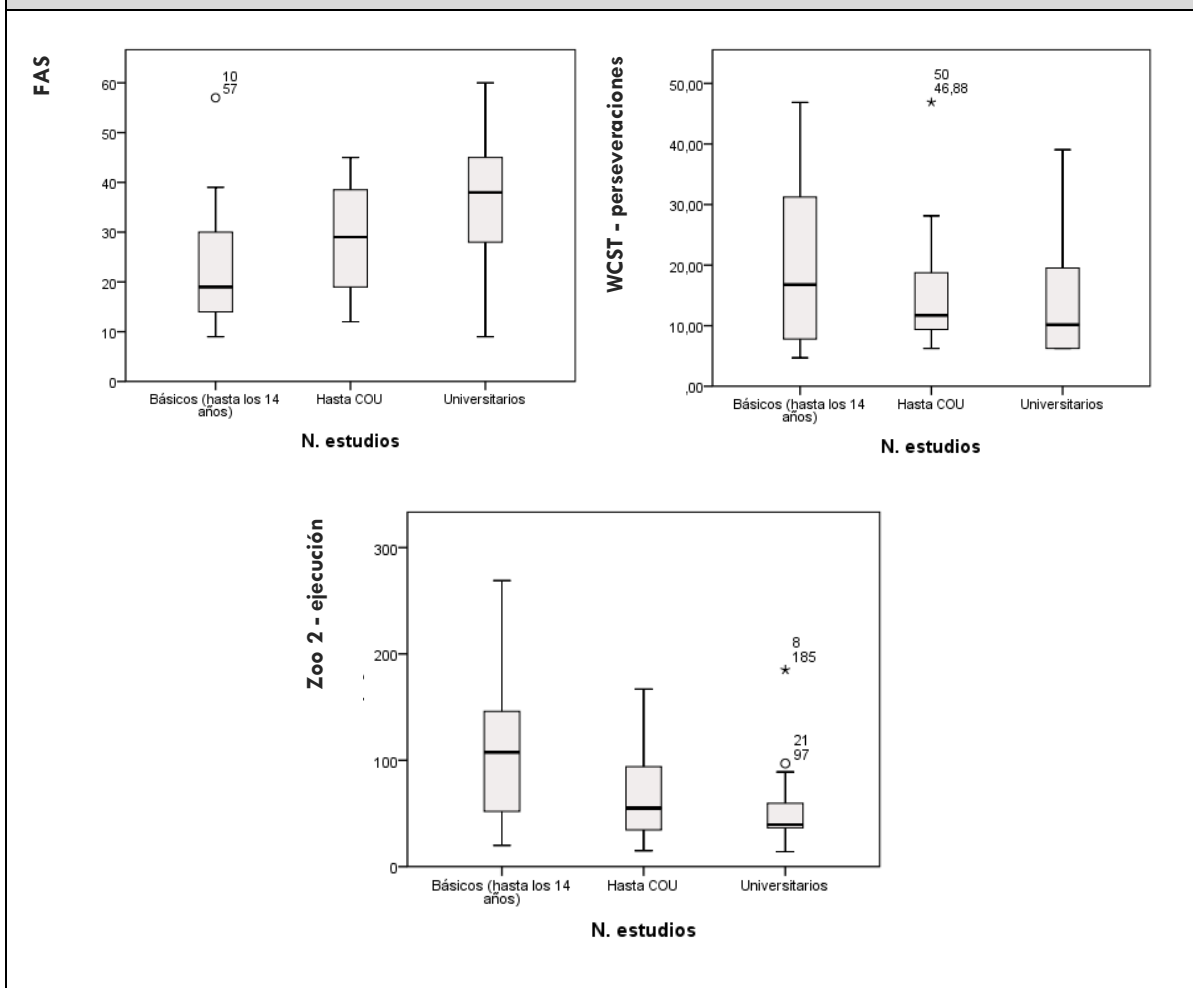 FAS
60
50
40
30
20
10
0
10
57
Básicos (hasta los 14
años)
Hasta COU
Universitarios
N. estudios
WCST - perseveraciones
50,00
40,00
30,00
20,00
10,00
,00
50
46,88
Básicos (hasta los 14
años)
Hasta COU
Universitarios
N. estudios
Zoo 2 - ejecución
300
200
100
0
8
185
21
97
Básicos (hasta los 14
años)
Hasta COU
Universitarios
N. estudios